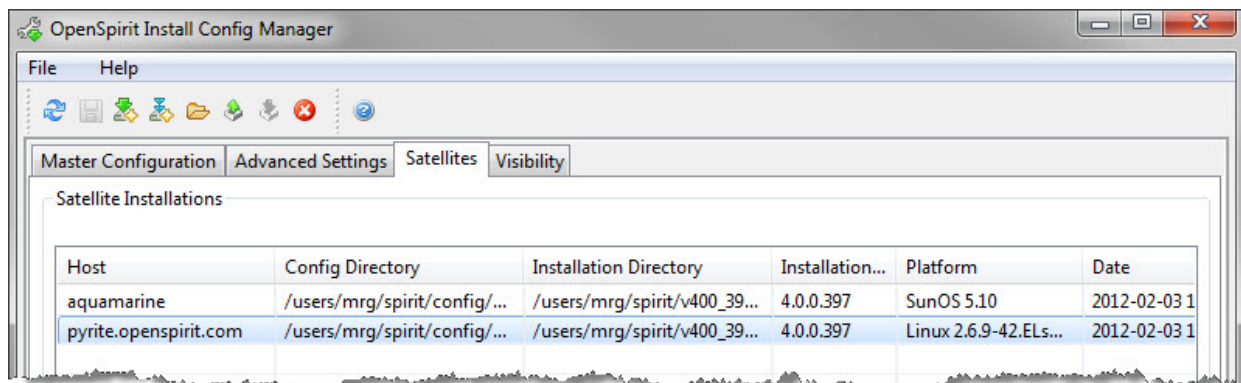 OpenSpirit Install Config Manager
File Help
Master Configuration Advanced Settings Satellites Visibility
Satellite Installations
Host Config Directory Installation Directory Installation... Platform Date
aquamarine /users/mrg/spirit/config/... /users/mrg/spirit/v400_39... 4.0.0.397 SunOS 5.10 2012-02-03 1
pyrite.openspirit.com /users/mrg/spirit/config/... /users/mrg/spirit/v400_39... 4.0.0.397 Linux 2.6.9-42.ELs... 2012-02-03 1